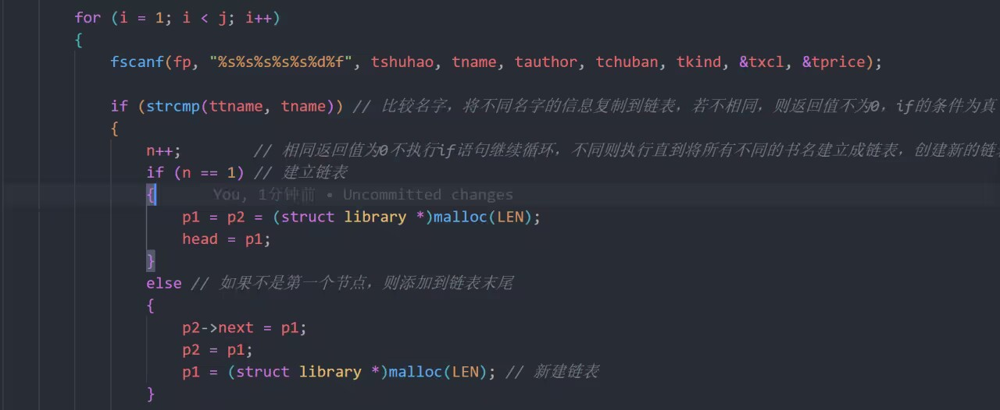 for (i = 1; i < j; i++)
{
fscanf(fp, "%s%s%s%s%s%d%f", tshuhao, tname, tauthor, tchuban, tkind, &txcl, &tprice);
if (strcmp(ttname, tname)) // 比较名字，将不同名字的信息复制到链表，若不相同，则返回值不为0，if的条件为真
{
n++; // 相同返回值为0不执行if语句继续循环，不同则执行直到将所有不同的书名建立成链表，创建新的链
if (n == 1) // 建立链表
{ You, 1分钟前 • Uncommitted changes
p1 = p2 = (struct library *)malloc(LEN);
head = p1;
}
else // 如果不是第一个节点，则添加到链表末尾
{
p2->next = p1;
p2 = p1;
p1 = (struct library *)malloc(LEN); // 新建链表
}